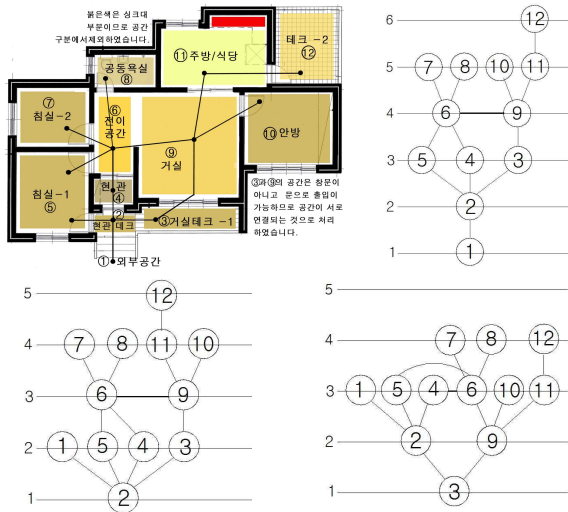 붉은색은 싱크대
부분이므로 공간
구분에서제외하였습니다.
⑪주방/식당
테크 -2
⑫
공동욕실
⑧
⑦
침실-2
⑥
전이
공간
⑨
거실
⑩안방
침실-1
⑤
현관
④
②
현관 데크
③거실테크 -1
①외부공간
③과⑨의 공간은 창문이
아니고 문으로 출입이
가능하므로 공간이 서로
연결되는 것으로 처리
하였습니다.
6 12
5 7 8 10 11
4 6 9
3 5 4 3
2 2
1 1
5 12
4 7 8 11 10
3 6 9
2 1 5 4 3
1 2
5
4 7 8 12
3 1 5 4 6 10 11
2 2 9
1 3